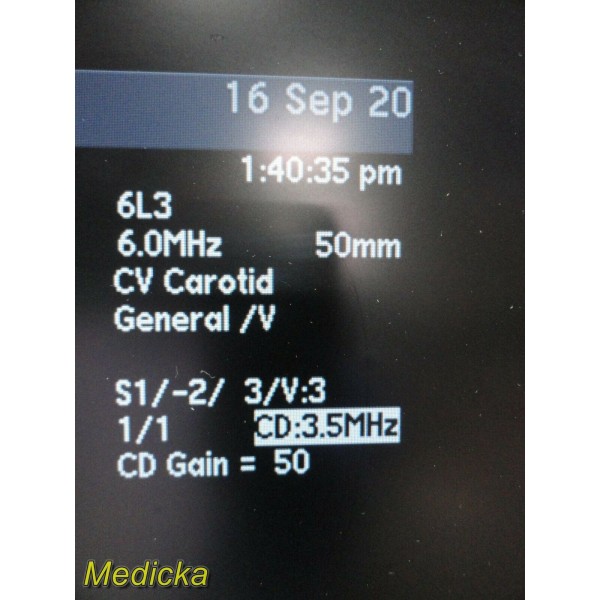 16 Sep 20
1:40:35 pm
6L3
6.0MHz 50mm
CV Carotid
General /V
S1/-2/ 3/V:3
1/1 CD:3.5MHz
CD Gain = 50
Medicka